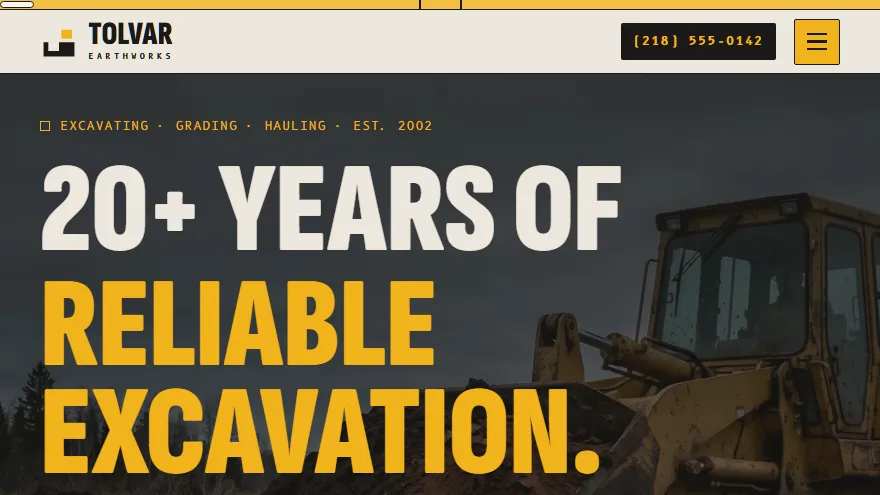 TOLVAR
EARTHWORKS
(218) 555-0142
EXCAVATING · GRADING · HAULING · EST. 2002
20+ YEARS OF
RELIABLE
EXCAVATION.